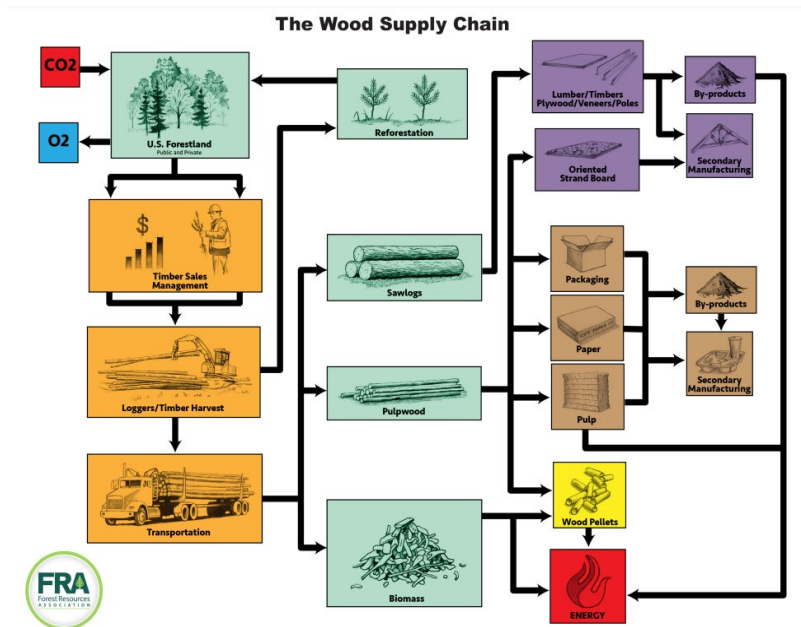 The Wood Supply Chain
CO2
O2
U.S. Forestland
Public and Private
Reforestation
Lumber/Timbers
Plywood/Veneers/Poles
By-products
Oriented
Strand Board
Secondary
Manufacturing
$
Timber Sales
Management
Sawlogs
Packaging
By-products
Paper
Secondary
Manufacturing
Loggers/Timber Harvest
Pulpwood
Pulp
Transportation
Biomass
Wood Pellets
ENERGY
FRA
Forest Resources
ASSOCIATION